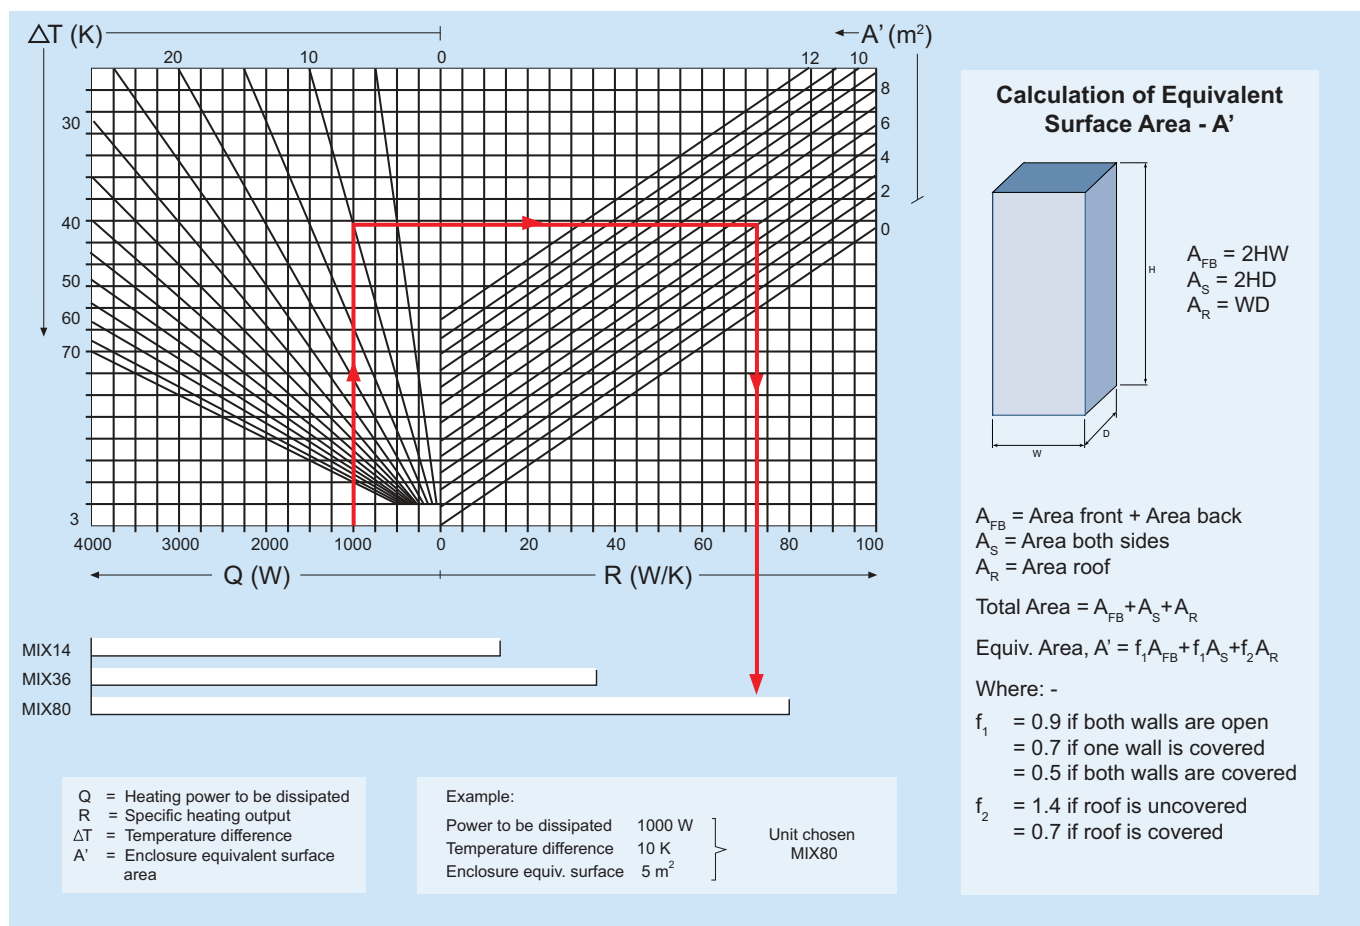 ΔT (K)
A’ (m²)
20
10
0
12
10
30
40
50
60
70
3
8
6
4
2
0
4000
3000
2000
1000
0
20
40
60
80
100
Q (W)
R (W/K)
MIX14
MIX36
MIX80
Q = Heating power to be dissipated
R = Specific heating output
ΔT = Temperature difference
A’ = Enclosure equivalent surface
area
Example:
Power to be dissipated 1000 W
Temperature difference 10 K
Enclosure equiv. surface 5 m²
Unit chosen
MIX80
Calculation of Equivalent
Surface Area - A’
H
D
W
A_FB = 2HW
A_S = 2HD
A_R = WD
A_FB = Area front + Area back
A_S = Area both sides
A_R = Area roof
Total Area = A_FB+A_S+A_R
Equiv. Area, A’ = f₁A_FB+f₁A_S+f₂A_R
Where: -
f₁ = 0.9 if both walls are open
= 0.7 if one wall is covered
= 0.5 if both walls are covered
f₂ = 1.4 if roof is uncovered
= 0.7 if roof is covered